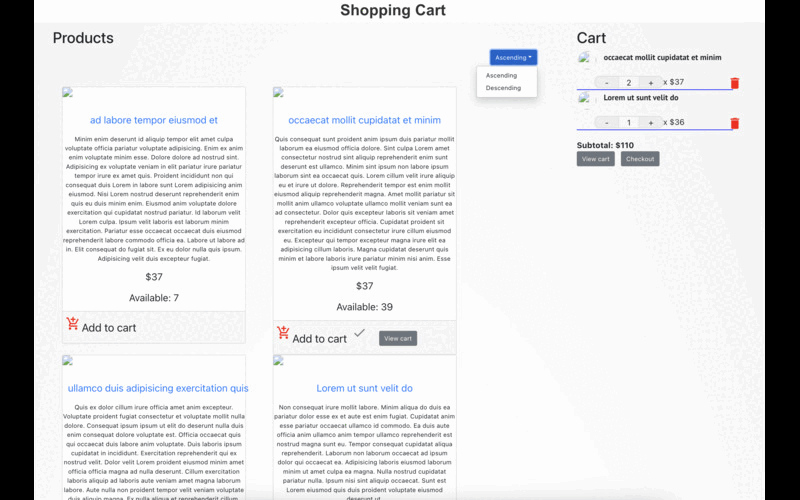 Shopping Cart
Products
Ascending
Ascending
Descending
ad labore tempor eiusmod et
Minim enim deserunt id aliquip tempor elit amet culpa
voluptate officia pariatur voluptate adipisicing. Enim ex anim
enim voluptate minim esse. Dolore dolore ad nostrud sint.
Adipisicing ex voluptate veniam in elit pariatur irure pariatur
tempor irure ex amet quis. Proident incididunt non qui
consequat duis Lorem in labore sunt Lorem adipisicing anim
eiusmod. Nisi Lorem nostrud deserunt reprehenderit enim
quis eu duis minim enim. Eiusmod anim voluptate dolore
exercitation qui cupidatat nostrud pariatur. Id laborum velit
Lorem culpa. Ipsum velit laboris est laborum minim
exercitation. Pariatur esse occaecat occaecat duis laborum
reprehenderit labore commodo officia ea. Labore ut labore ad
in. Elit consequat do fugiat sit. Ex eu dolor nulla quis ipsum.
Adipisicing velit duis excepteur fugiat.
$37
Available: 7
Add to cart
occaecat mollit cupidatat et minim
Quis consequat sunt proident anim ipsum duis pariatur mollit
laborum ea eiusmod officia dolore. Sint culpa Lorem amet
consectetur nostrud sint aliquip reprehenderit enim sunt
deserunt est ullamco. Minim sint ipsum non labore ipsum
laborum sint ea occaecat quis. Lorem cillum velit irure aliquip
eu et irure ut dolore. Reprehenderit tempor est enim mollit
eiusmod aliquip reprehenderit magna. Amet mollit pariatur sit
mollit anim ullamco voluptate ullamco mollit veniam sunt ea
ad consectetur. Dolor quis excepteur laboris sit veniam amet
reprehenderit excepteur officia. Cupidatat proident sit
exercitation eu incididunt consectetur irure cillum eiusmod
eu. Excepteur qui tempor excepteur magna irure elit ea
adipisicing cillum laboris. Magna cupidatat deserunt quis
minim et labore laboris irure pariatur minim nisi anim. Esse
ipsum velit velit fugiat.
$37
Available: 39
Add to cart
View cart
ullamco duis adipisicing exercitation quis
Quis ex dolor cillum irure officia amet anim excepteur.
Voluptate proident fugiat consectetur et voluptate mollit nulla
dolore. Consequat ipsum ipsum ut elit do deserunt nulla duis
enim consequat dolore voluptate est. Officia occaecat quis
qui occaecat duis labore anim voluptate. Duis laboris ipsum
cupidatat in laborum. Exercitation reprehenderit qui ex
nostrud velit. Dolor velit Lorem proident eiusmod dolore
officia officia magna ad nulla deserunt. Cillum exercitation
laboris aliquip ad labore veniam amet magna commodo
labore. Aute nulla non proident tempor velit veniam voluptate
Lorem ut sunt velit do
Non consequat irure mollit labore. Minim aliqua do duis ea
pariatur dolor esse ex et aute est enim fugiat. Cupidatat anim
esse est pariatur ullamco id commodo. Ea duis aute
officia anim ullamco anim tempor ullamco reprehenderit est
nostrud magna sunt eu. Tempor consectetur culpa aliqua
reprehenderit. Laborum occaecat ad laborum ad ipsum
dolor qui occaecat ea. Adipisicing laboris eiusmod laborum
minim in dolor est tempor ea magna. Nulla nostrud cupidatat
pariatur nulla. Ipsum nisi sint aliquip occaecat. Sunt est
Lorem voluptate duis cupidatat officia eiusmod
Cart
occaecat mollit cupidatat et minim
- 2 + x $37
Lorem ut sunt velit do
- 1 + x $36
Subtotal: $110
View cart
Checkout